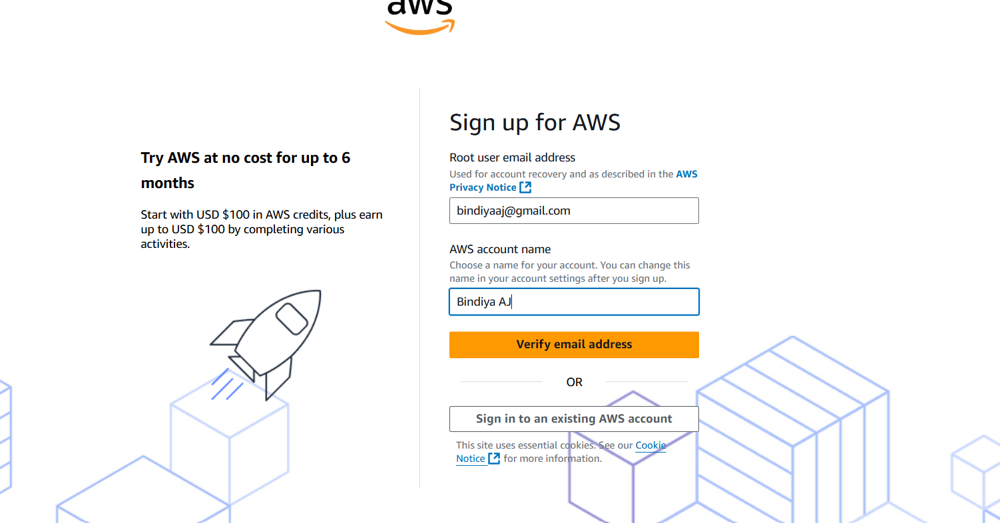 aws
Try AWS at no cost for up to 6
months
Start with USD $100 in AWS credits, plus earn
up to USD $100 by completing various
activities.
Sign up for AWS
Root user email address
Used for account recovery and as described in the AWS
Privacy Notice
bindiyaaj@gmail.com
AWS account name
Choose a name for your account. You can change this
name in your account settings after you sign up.
Bindiya AJ
Verify email address
OR
Sign in to an existing AWS account
This site uses essential cookies. See our Cookie
Notice for more information.